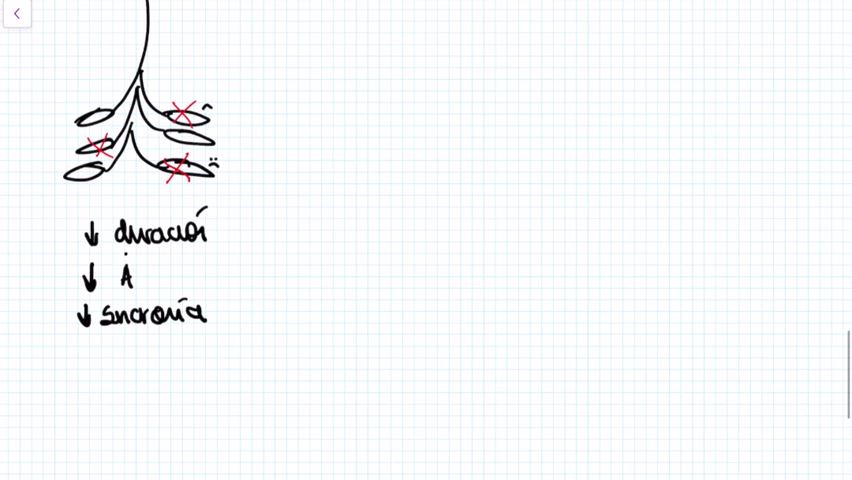 ↓ duración
↓ A
↓ sincronía